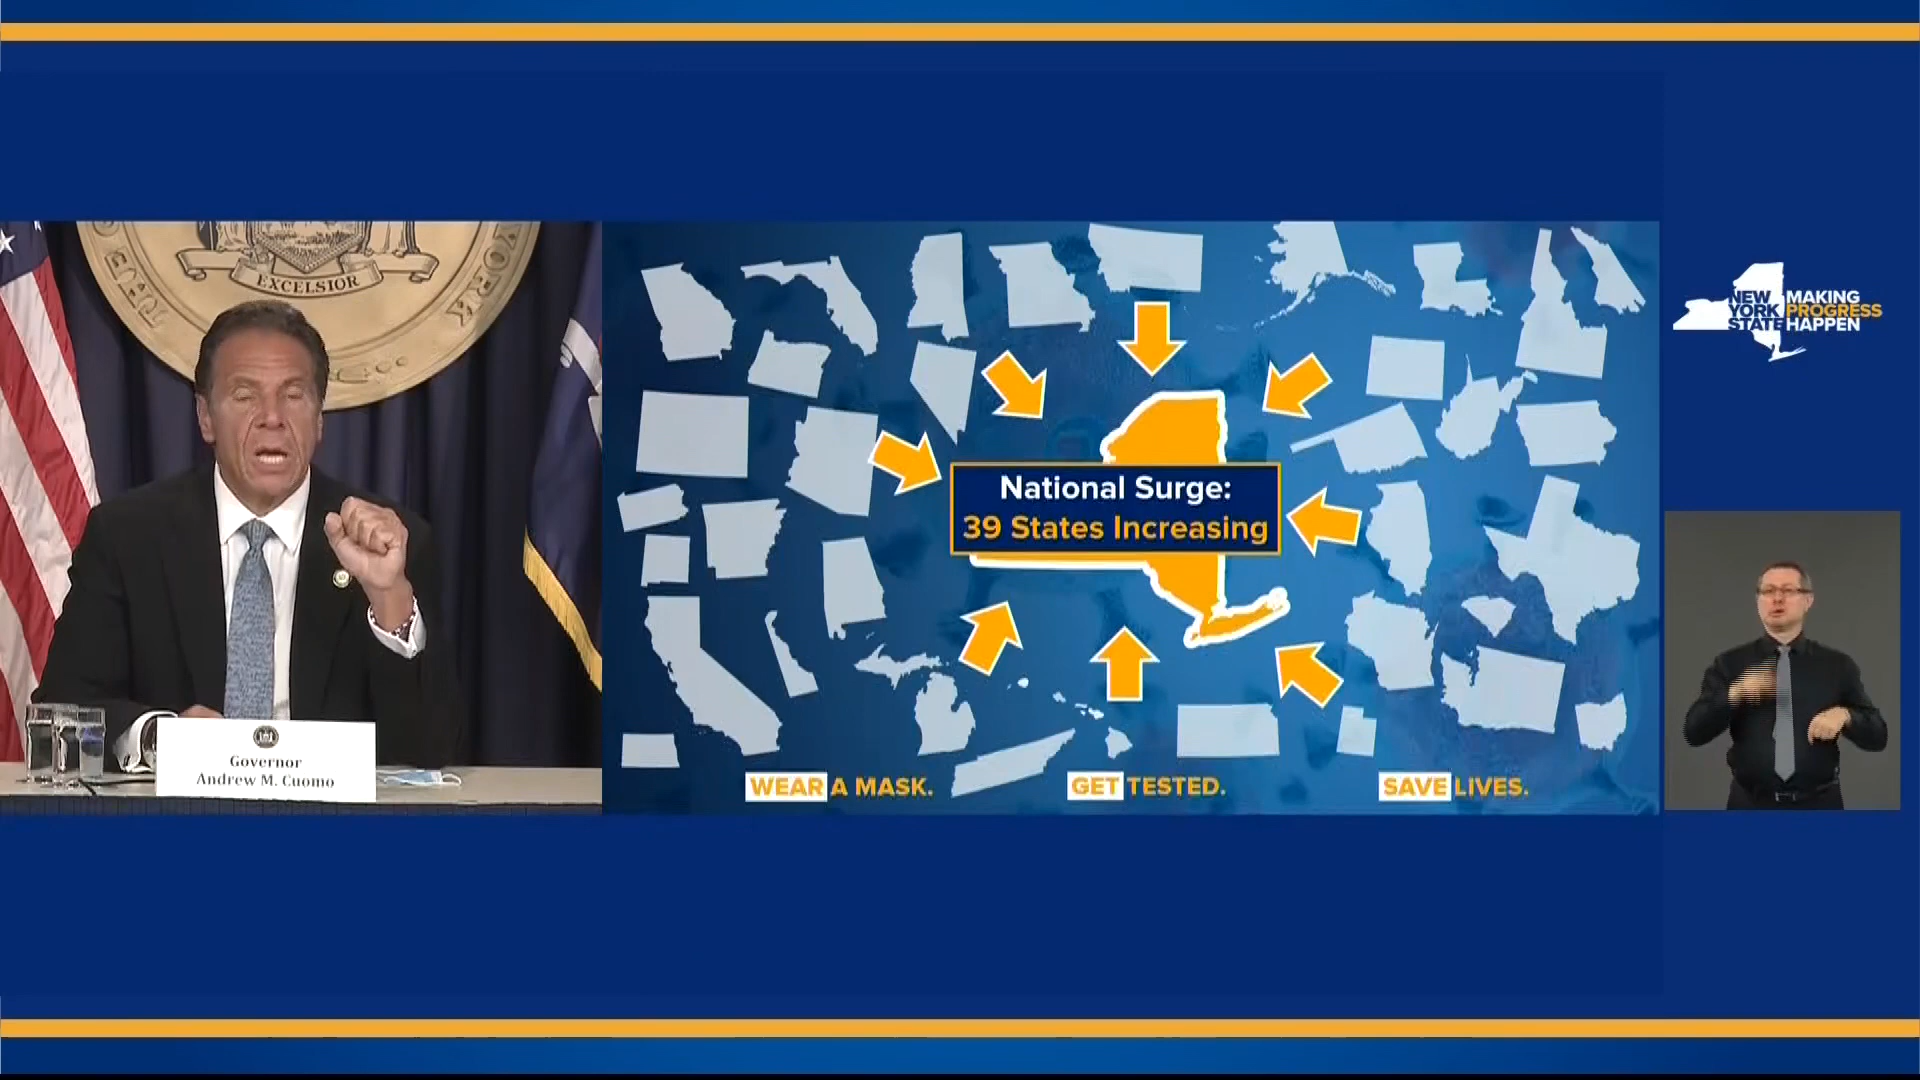 EXCELSIOR
Governor
Andrew M. Cuomo
National Surge:
39 States Increasing
WEAR A MASK.
GET TESTED.
SAVE LIVES.
NEW
YORK
STATE
MAKING
PROGRESS
HAPPEN